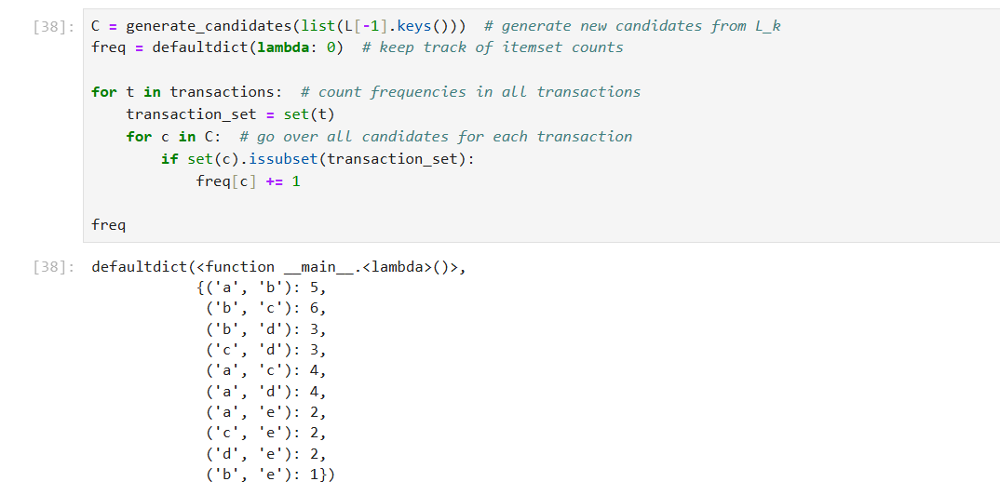 [38]: C = generate_candidates(list(L[-1].keys()))  # generate new candidates from L_k
freq = defaultdict(lambda: 0)  # keep track of itemset counts

for t in transactions:  # count frequencies in all transactions
    transaction_set = set(t)
    for c in C:  # go over all candidates for each transaction
        if set(c).issubset(transaction_set):
            freq[c] += 1

freq
[38]: defaultdict(<function __main__.<lambda>()>,
            {('a', 'b'): 5,
             ('b', 'c'): 6,
             ('b', 'd'): 3,
             ('c', 'd'): 3,
             ('a', 'c'): 4,
             ('a', 'd'): 4,
             ('a', 'e'): 2,
             ('c', 'e'): 2,
             ('d', 'e'): 2,
             ('b', 'e'): 1})